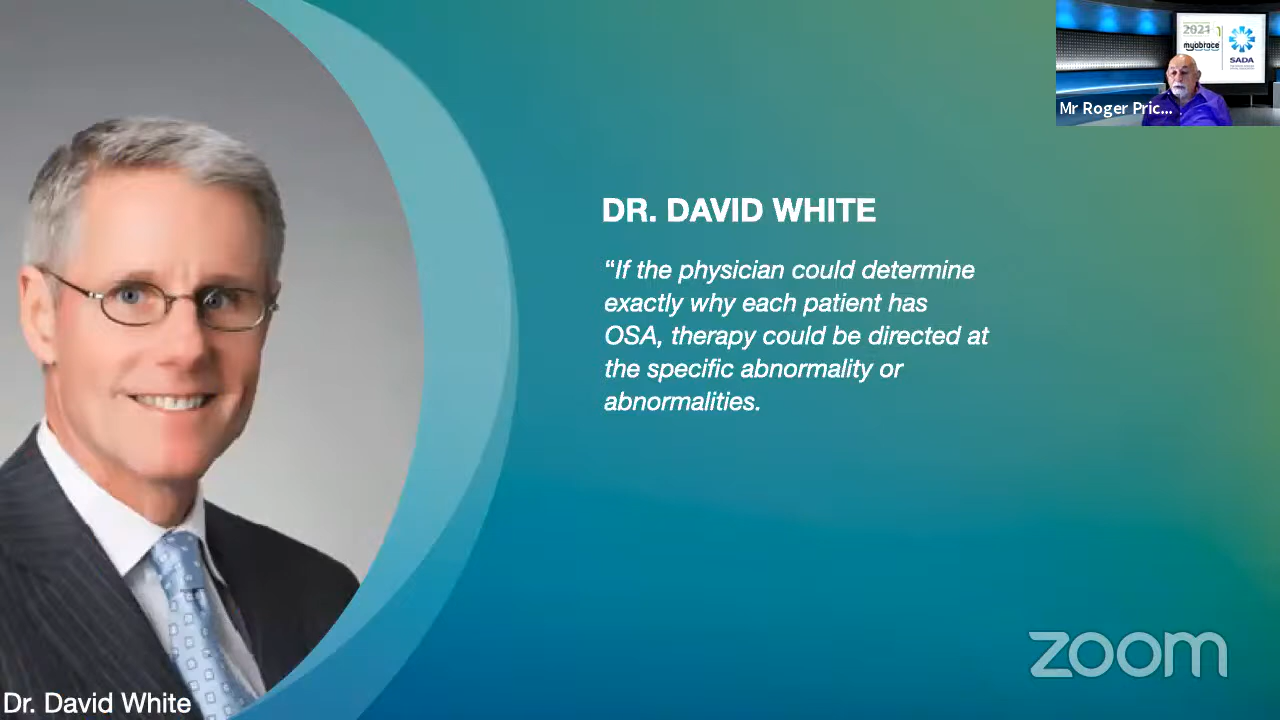 2021
myobrace
SADA
Mr Roger Pric...
DR. DAVID WHITE
“If the physician could determine
exactly why each patient has
OSA, therapy could be directed at
the specific abnormality or
abnormalities.
zoom
Dr. David White